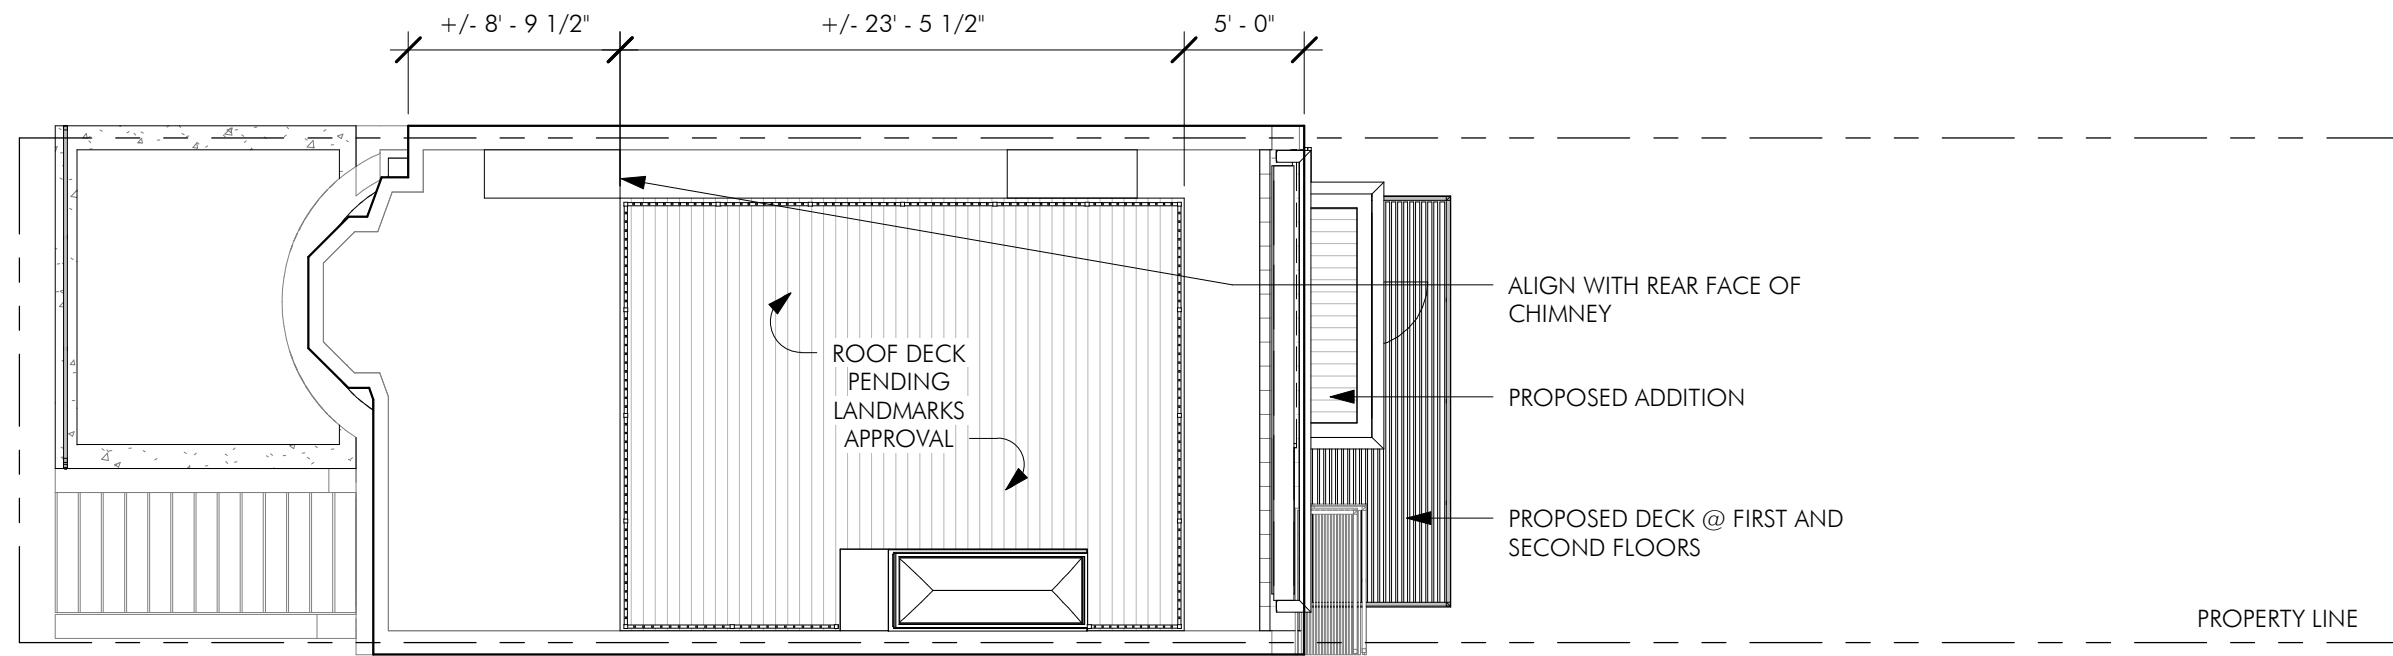 +/- 8' - 9 1/2"
+/- 23' - 5 1/2"
5' - 0"
ALIGN WITH REAR FACE OF
CHIMNEY
ROOF DECK
PENDING
LANDMARKS
APPROVAL
PROPOSED ADDITION
PROPOSED DECK @ FIRST AND
SECOND FLOORS
PROPERTY LINE